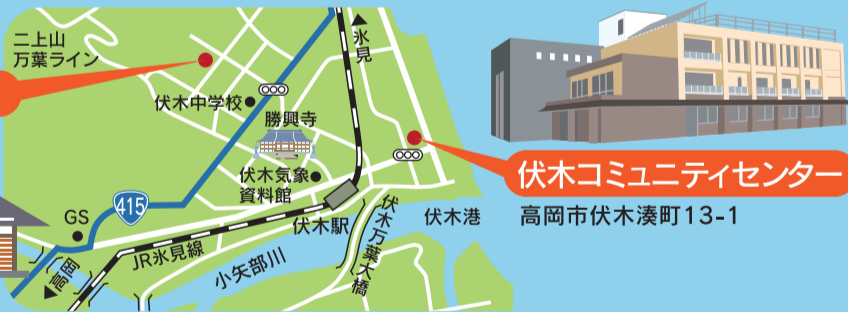 二上山
万葉ライン
▲氷見
伏木中学校
勝興寺
伏木気象
資料館
415
GS
伏木駅
伏木港
JR氷見線
小矢部川
伏木万葉大橋
▼高岡
伏木コミュニティセンター
高岡市伏木湊町13-1